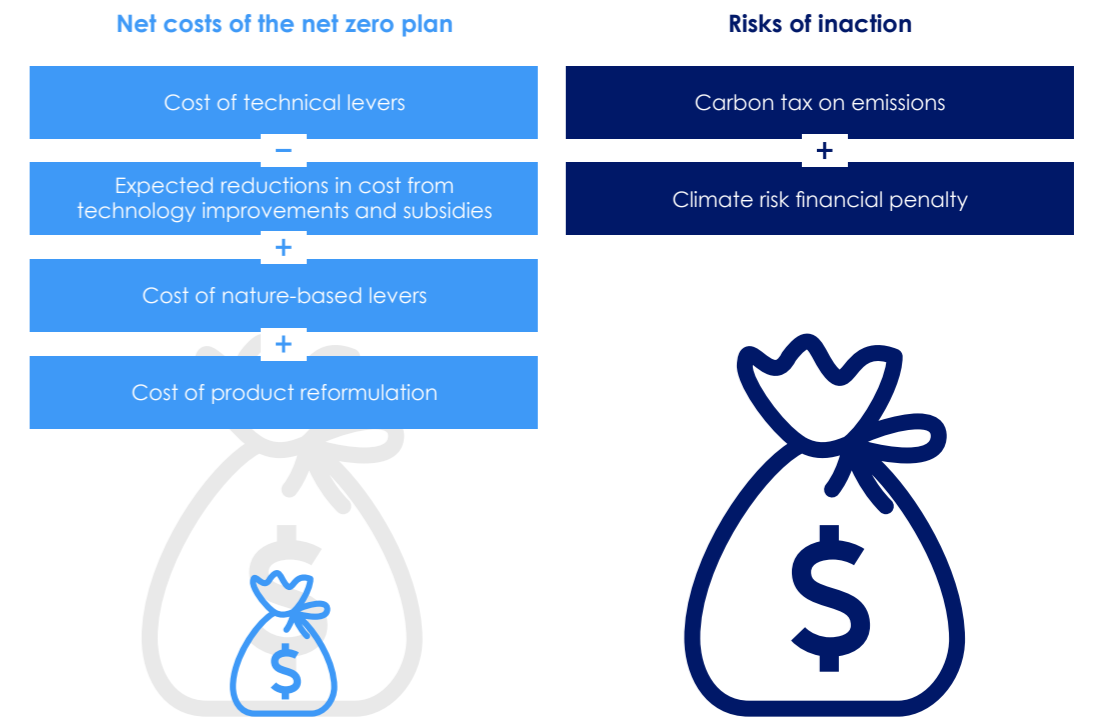 Net costs of the net zero plan
Cost of technical levers
−
Expected reductions in cost from
technology improvements and subsidies
+
Cost of nature-based levers
+
Cost of product reformulation
$
$
Risks of inaction
Carbon tax on emissions
+
Climate risk financial penalty
$